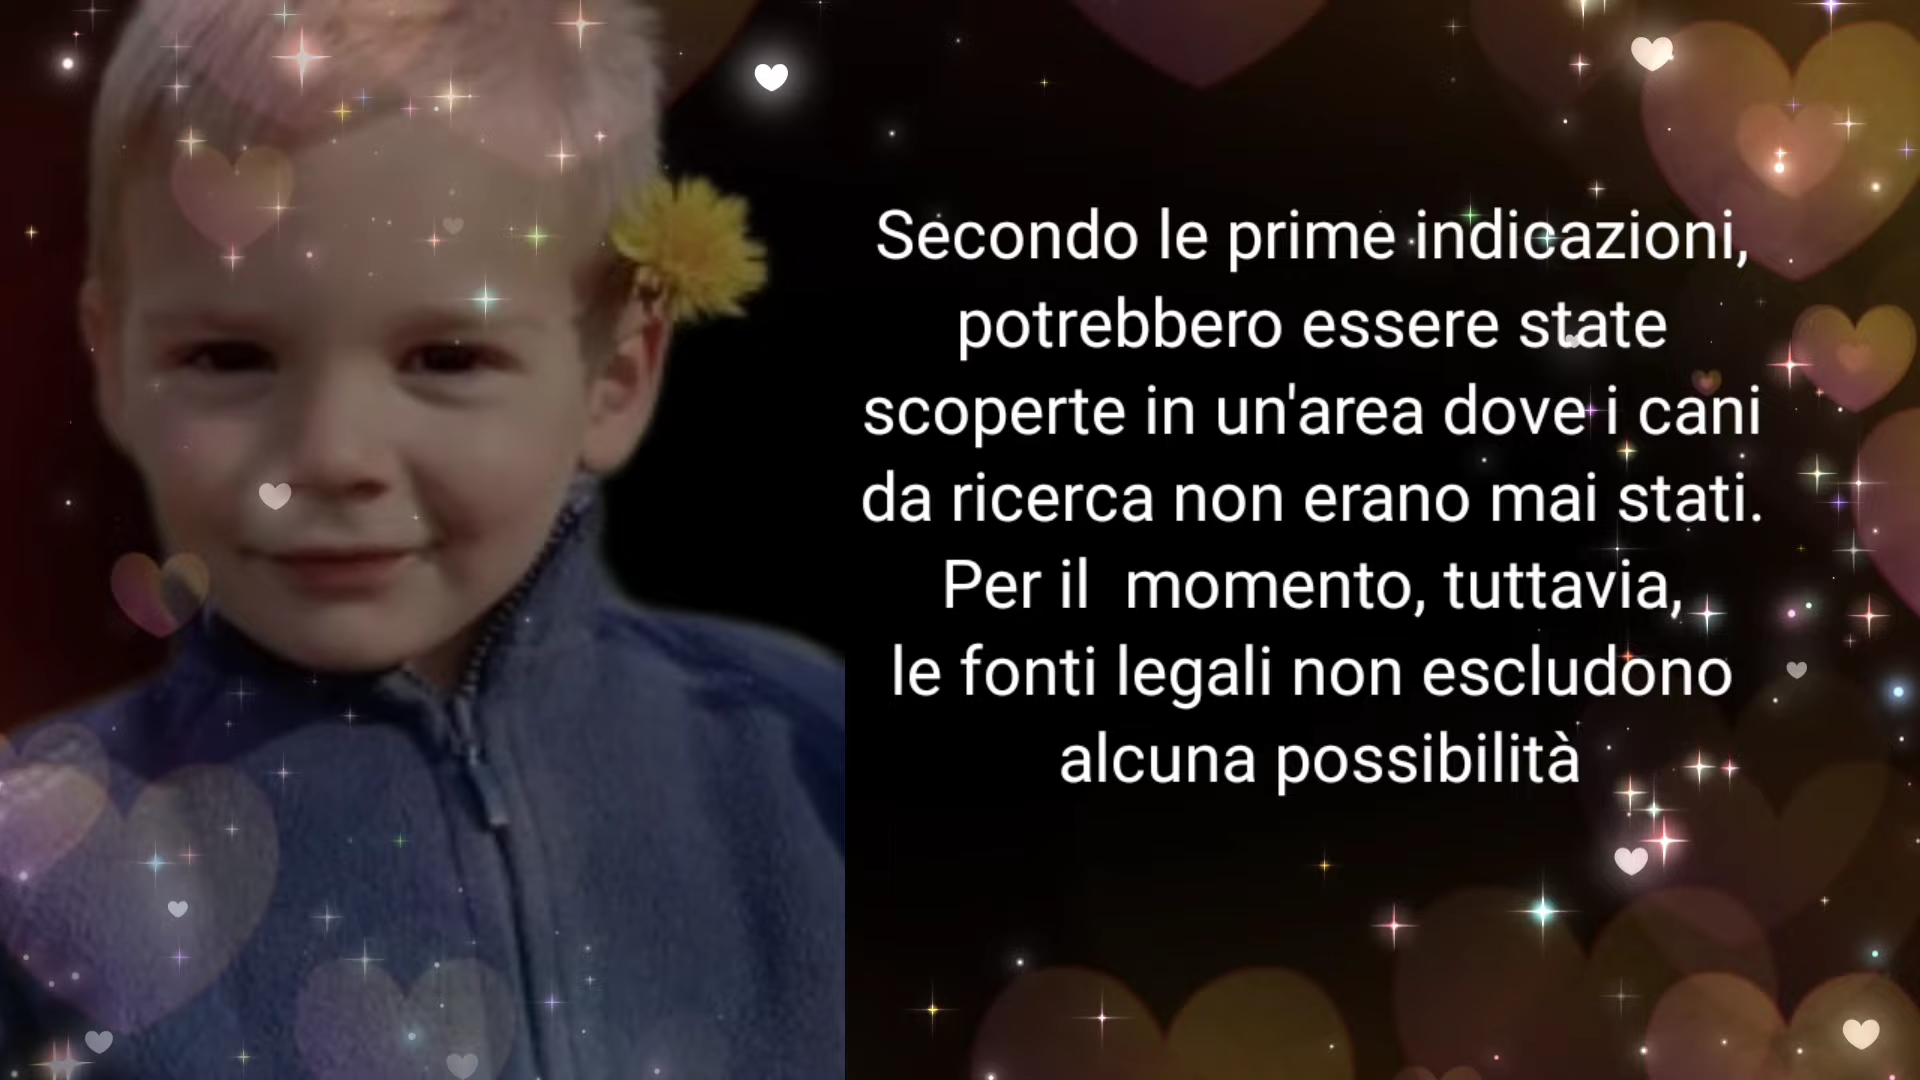 Secondo le prime indicazioni,
potrebbero essere state
scoperte in un'area dove i cani
da ricerca non erano mai stati.
Per il  momento, tuttavia,
le fonti legali non escludono
alcuna possibilità